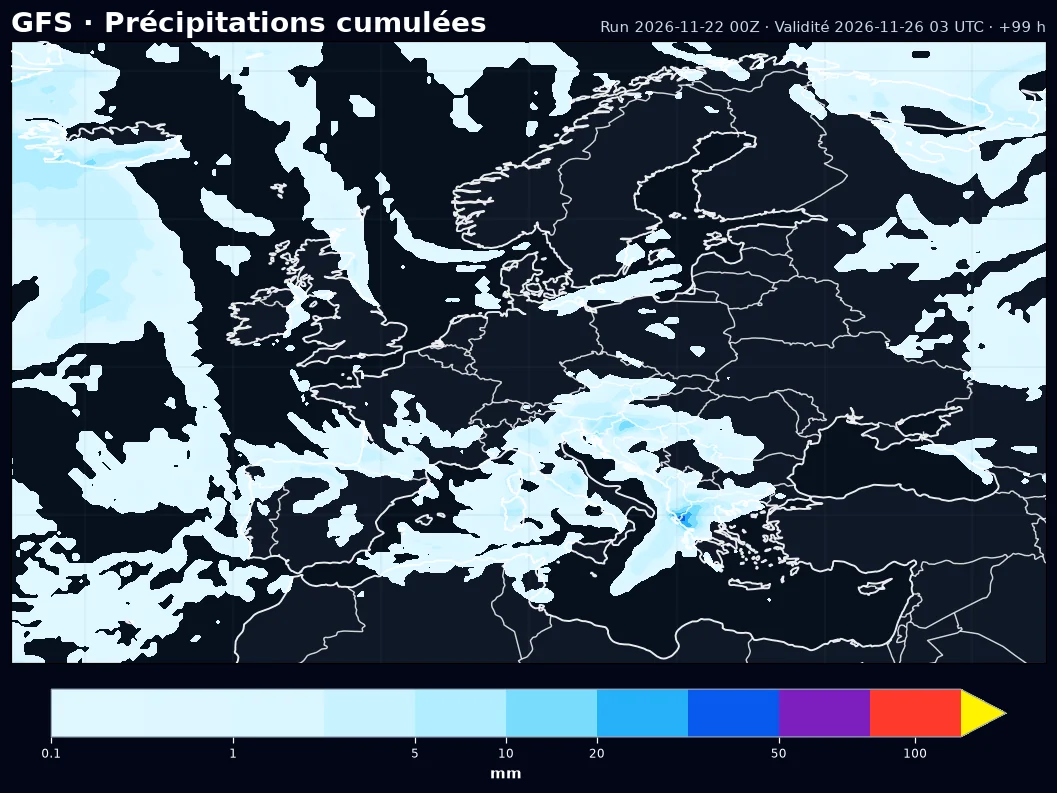 GFS · Précipitations cumulées
Run 2026-11-22 00Z · Validité 2026-11-26 03 UTC · +99 h
0.1 1 5 10 20 50 100
mm